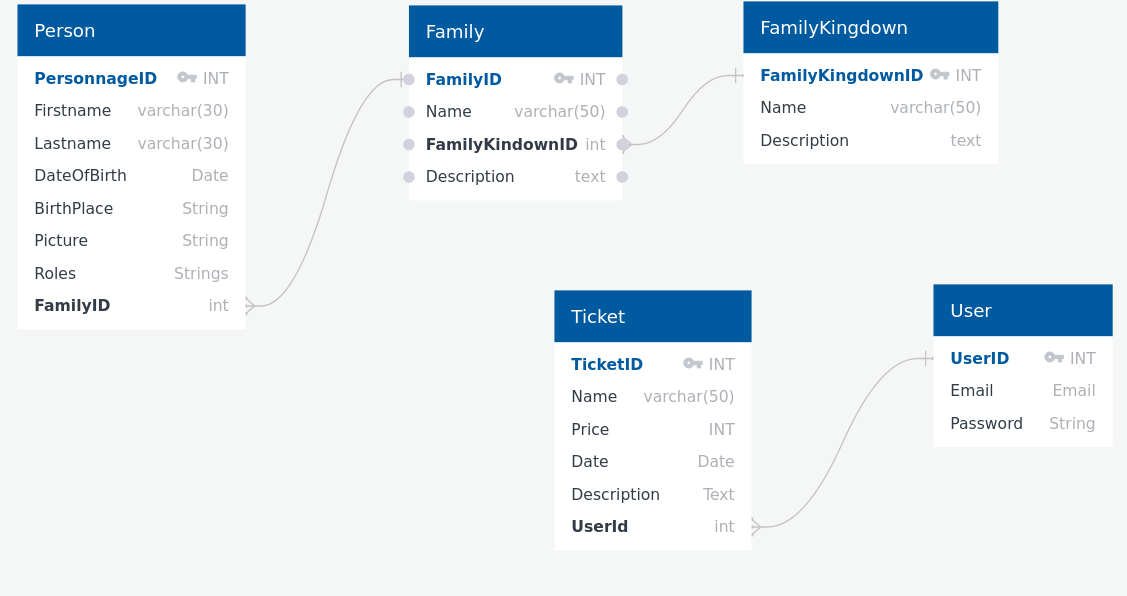 Person
PersonnageID INT
Firstname varchar(30)
Lastname varchar(30)
DateOfBirth Date
BirthPlace String
Picture String
Roles Strings
FamilyID int
Family
FamilyID INT
Name varchar(50)
FamilyKindownID int
Description text
FamilyKingdown
FamilyKingdownID INT
Name varchar(50)
Description text
Ticket
TicketID INT
Name varchar(50)
Price INT
Date Date
Description Text
UserId int
User
UserID INT
Email Email
Password String